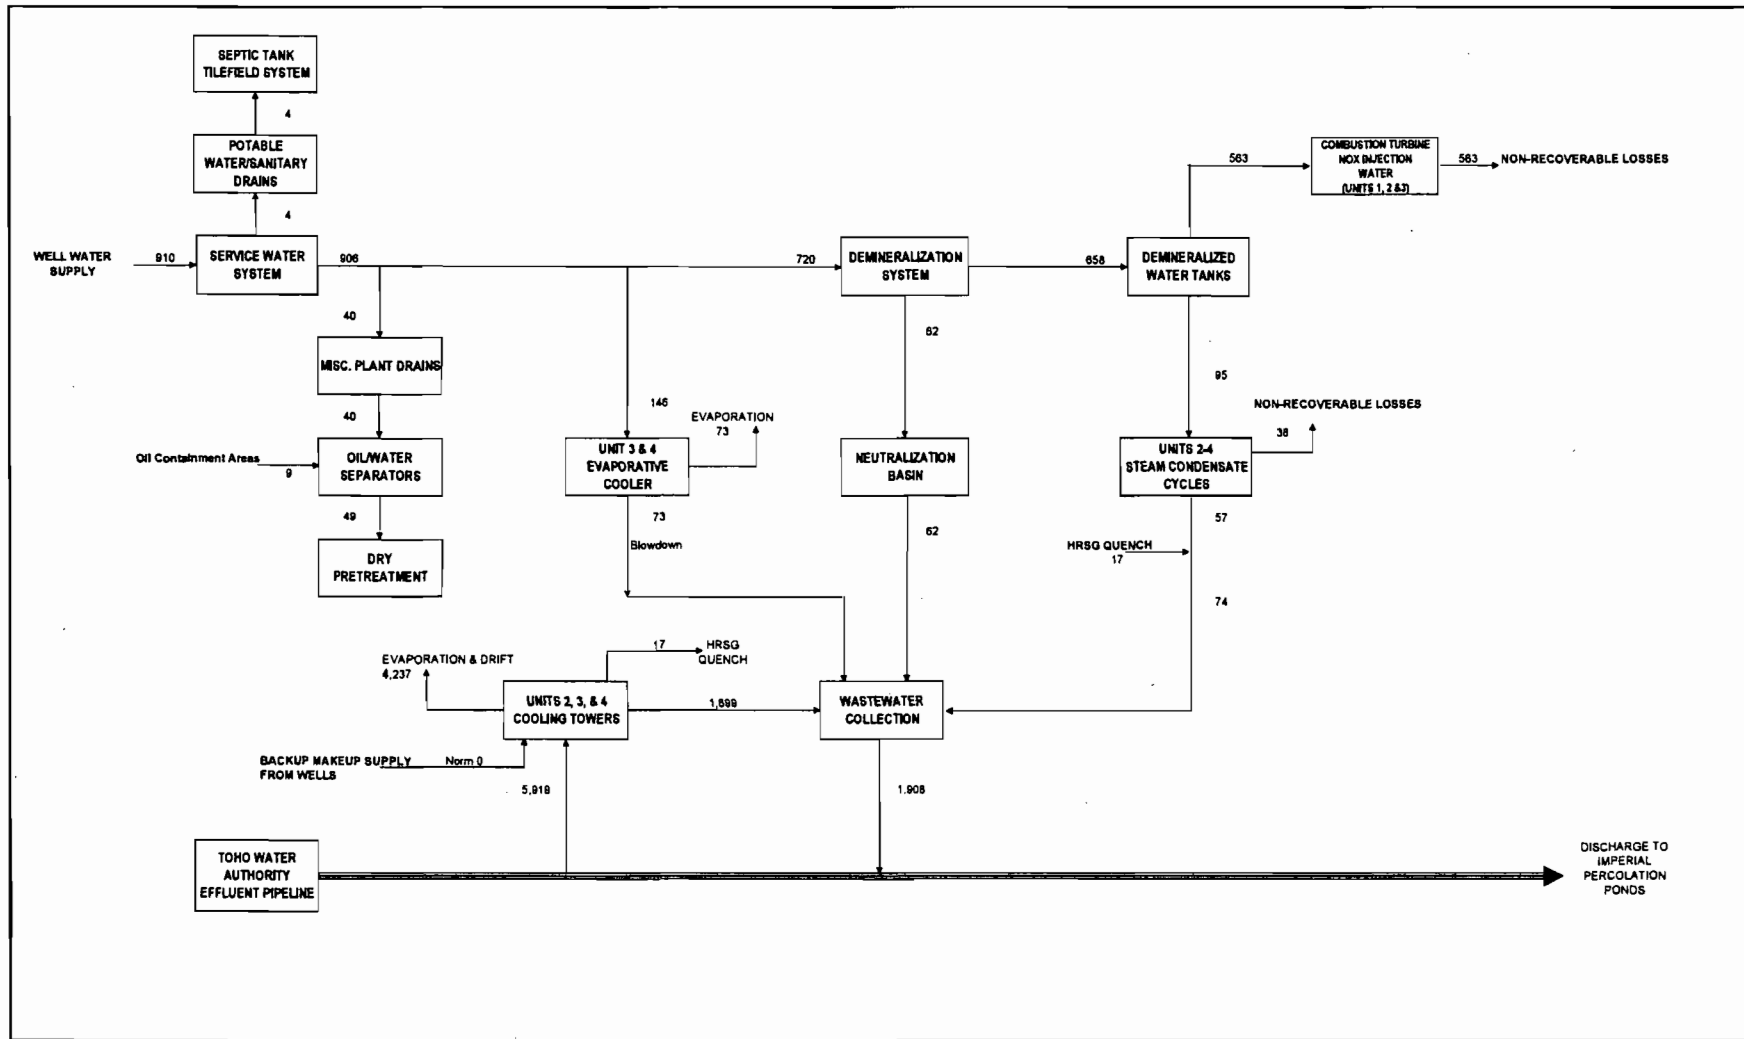 SEPTIC TANK
TILEFIELD SYSTEM
4
POTABLE
WATER/SANITARY
DRAINS
4
WELL WATER
SUPPLY
910
SERVICE WATER
SYSTEM
906
720
DEMINERALIZATION
SYSTEM
658
DEMINERALIZED
WATER TANKS
563
COMBUSTION TURBINE
NOX INJECTION
WATER
(UNITS 1, 2 &3)
563
NON-RECOVERABLE LOSSES
40
MISC. PLANT DRAINS
40
Oil Containment Areas
9
OIL/WATER
SEPARATORS
49
DRY
PRETREATMENT
146
UNIT 3 & 4
EVAPORATIVE
COOLER
EVAPORATION
73
73
Blowdown
62
NEUTRALIZATION
BASIN
62
95
UNITS 2-4
STEAM CONDENSATE
CYCLES
NON-RECOVERABLE LOSSES
38
57
HRSG QUENCH
17
74
EVAPORATION & DRIFT
4,237
17
HRSG
QUENCH
UNITS 2, 3, & 4
COOLING TOWERS
1,699
WASTEWATER
COLLECTION
BACKUP MAKEUP SUPPLY
FROM WELLS
Norm 0
1.908
TOHO WATER
AUTHORITY
EFFLUENT PIPELINE
DISCHARGE TO
IMPERIAL
PERCOLATION
PONDS